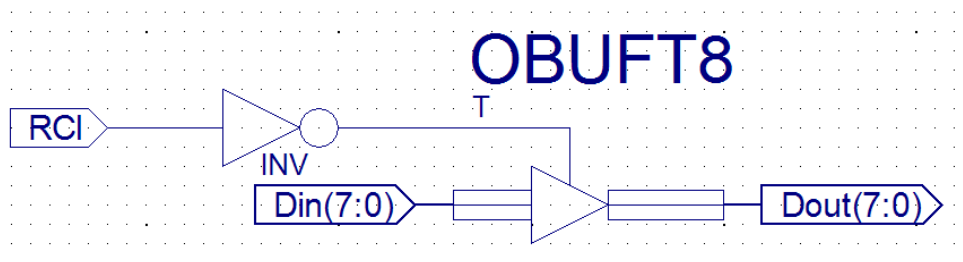 OBUFT8
T
RCI
INV
Din(7:0)
Dout(7:0)